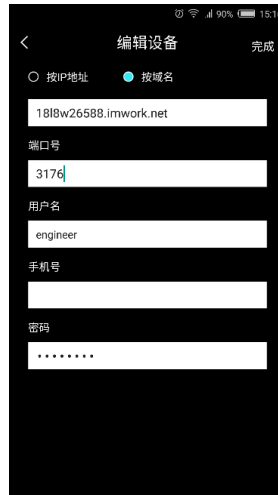 90% 15:1
编辑设备
完成
按IP地址 按域名
18l8w26588.imwork.net
端口号
3176
用户名
engineer
手机号
密码
••••••••